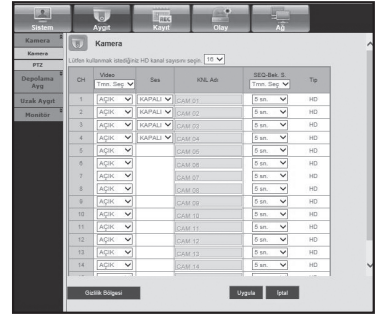 Sistem Aygıt Kayıt Olay Ağ
REC
Kamera
Kamera
PTZ
Depolama Ayg
Uzak Aygıt
Monitör
Kamera
Lütfen kullanmak istediğiniz HD kanal sayısını seçin. 16
CH Video Ses KNL Adı SEQ-Bek. S. Tip
Tmn. Seç Tmn. Seç
1 AÇIK KAPALI CAM 01 5 sn. HD
2 AÇIK KAPALI CAM 02 5 sn. HD
3 AÇIK KAPALI CAM 03 5 sn. HD
4 AÇIK KAPALI CAM 04 5 sn. HD
5 AÇIK CAM 05 5 sn. HD
6 AÇIK CAM 06 5 sn. HD
7 AÇIK CAM 07 5 sn. HD
8 AÇIK CAM 08 5 sn. HD
9 AÇIK CAM 09 5 sn. HD
10 AÇIK CAM 10 5 sn. HD
11 AÇIK CAM 11 5 sn. HD
12 AÇIK CAM 12 5 sn. HD
13 AÇIK CAM 13 5 sn. HD
14 AÇIK CAM 14 5 sn. HD
Gizlilik Bölgesi Uygula İptal